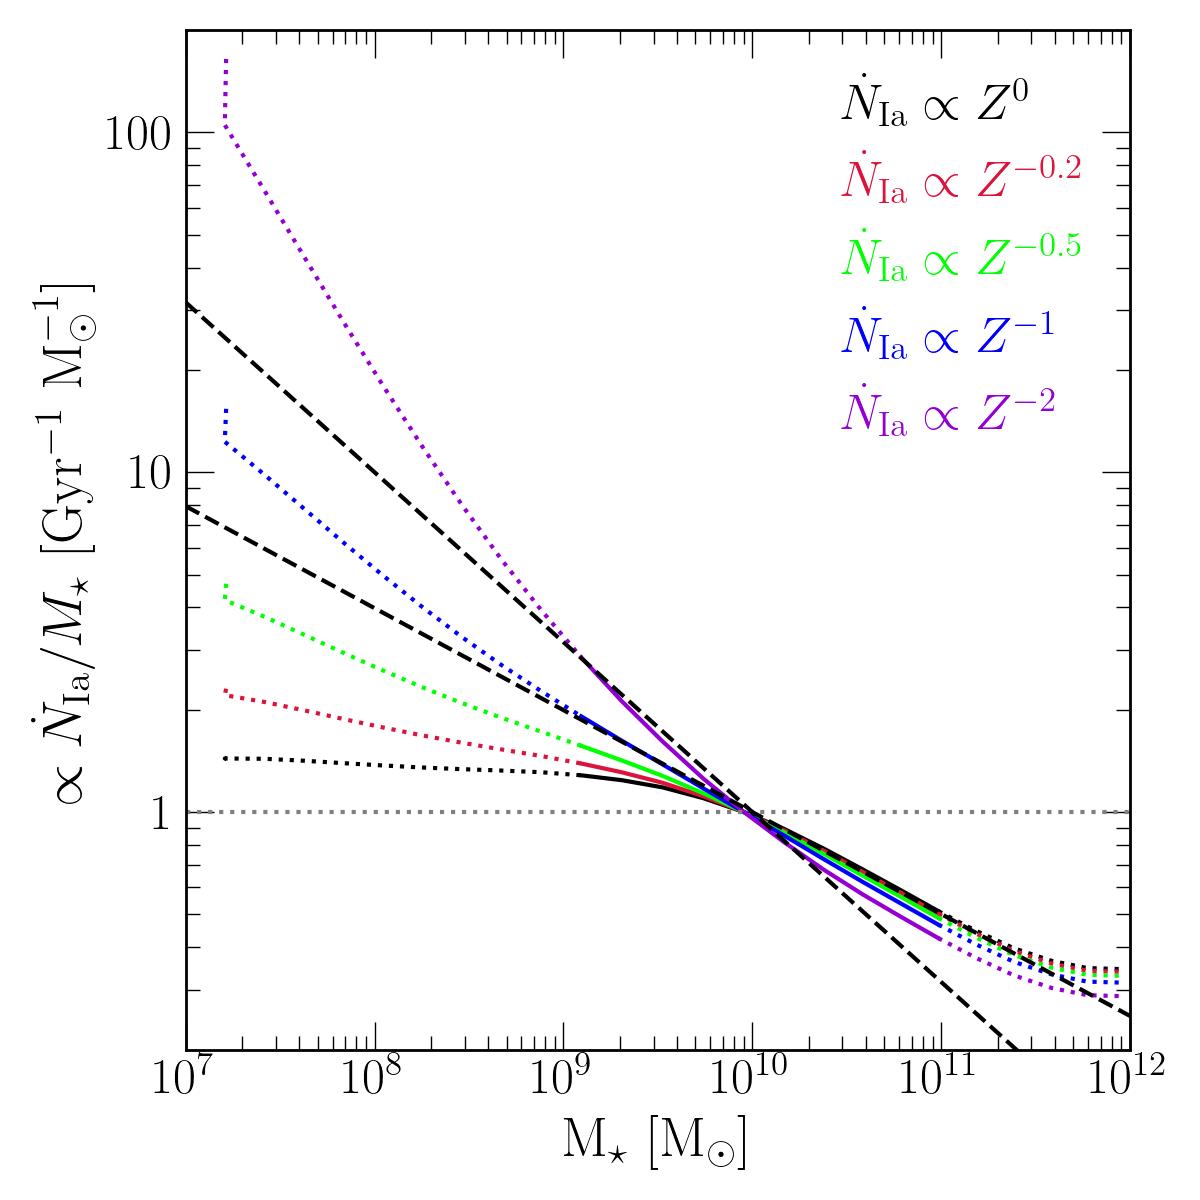 Ṅ_Ia ∝ Z^0
Ṅ_Ia ∝ Z^−0.2
Ṅ_Ia ∝ Z^−0.5
Ṅ_Ia ∝ Z^−1
Ṅ_Ia ∝ Z^−2
100
10
1
∝ Ṅ_Ia/M_⋆ [Gyr^−1 M_⊙^−1]
10^7 10^8 10^9 10^10 10^11 10^12
M_⋆ [M_⊙]